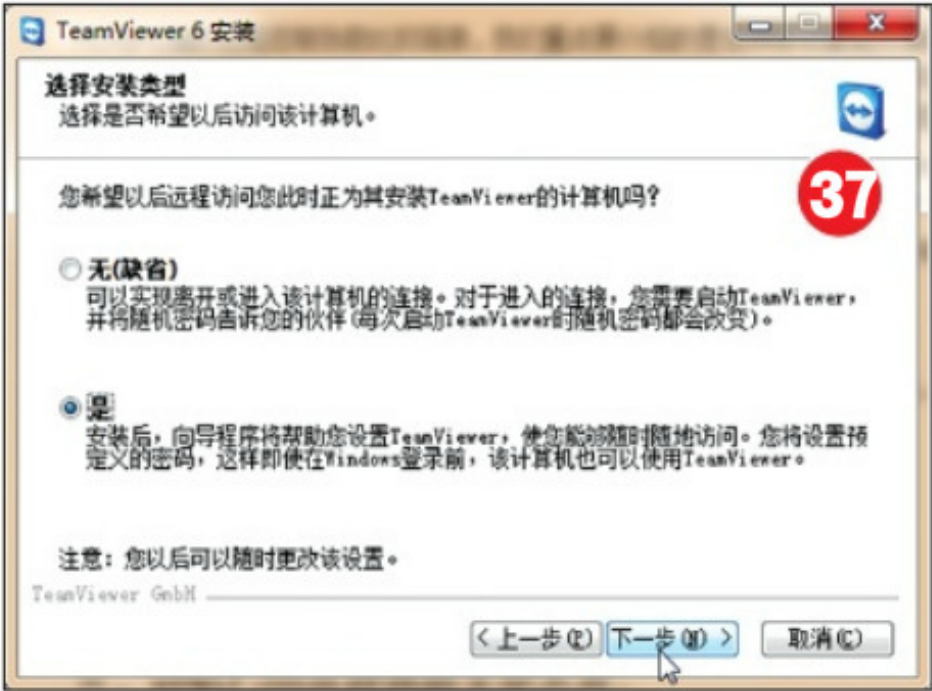 TeamViewer 6 安装
选择安装类型
选择是否希望以后访问该计算机。
37
您希望以后远程访问您此时正为其安装TeamViewer的计算机吗?
无(缺省)
可以实现离开或进入该计算机的连接。对于进入的连接，您需要启动TeamViewer，
并将随机密码告诉您的伙伴(每次启动TeamViewer时随机密码都会改变)。
是
安装后，向导程序将帮助您设置TeamViewer，使您能够随时随地访问。您将设置预
定义的密码，这样即使在Windows登录前，该计算机也可以使用TeamViewer。
注意：您以后可以随时更改该设置。
TeamViewer GmbH
<上一步(P) 下一步(N) > 取消(C)